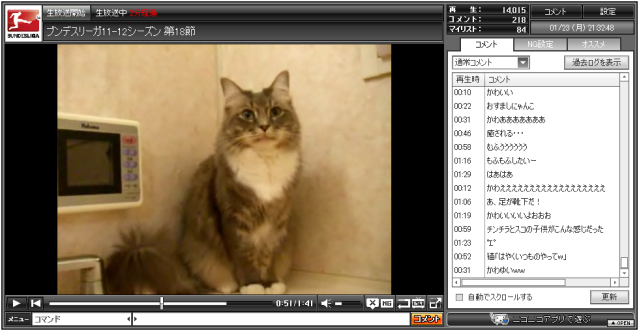 生放送開始 生放送中
ブンデスリーガ11-12シーズン 第18節
BUNDESLIGA
再 生: 14,015
コメント: 218
マイリスト: 84
コメント 設定
01/23 (月) 21:32:48
コメント NG設定 オススメ
通常コメント 過去ログを表示
再生時 コメント
00:10 かわいい
00:22 おすましにゃんこ
00:31 かわああああああ
00:46 癒される・・・
00:58 むふううううう
01:16 もふもふしたいー
01:29 はあはあ
00:12 かわええええええええええええええええええ
01:06 あ、足が靴下だ!
01:19 かわいいいいよおおお
00:59 チンチラとスコの子供がこんな感じだった
01:23 ℃
00:52 猫「はやくいつものやってw」
00:31 かわゆいwww
0:51/1:41
自動でスクロールする 更新
メニュー コマンド コメント
ニコニコアプリで遊ぶ
▲OPEN